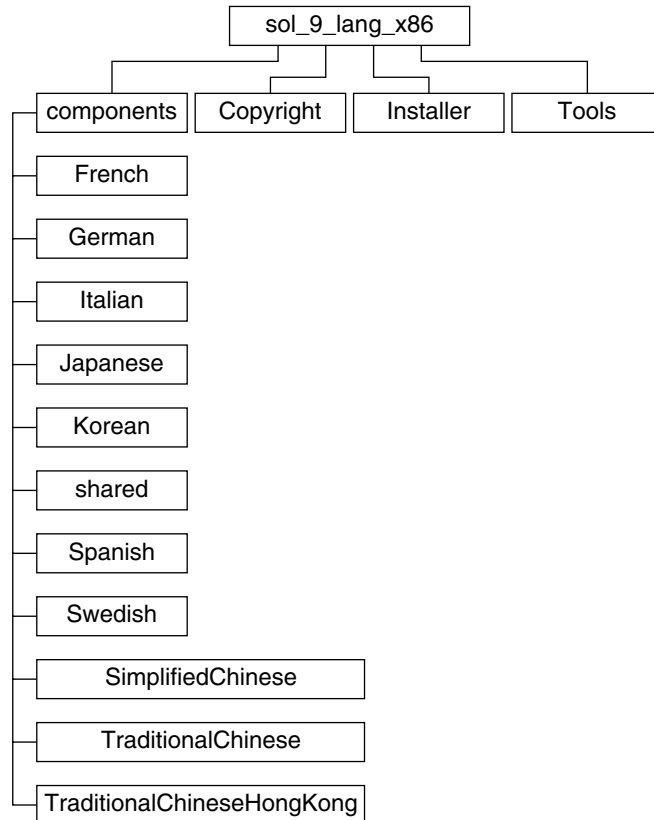 sol_9_lang_x86
components
Copyright
Installer
Tools
French
German
Italian
Japanese
Korean
shared
Spanish
Swedish
SimplifiedChinese
TraditionalChinese
TraditionalChineseHongKong